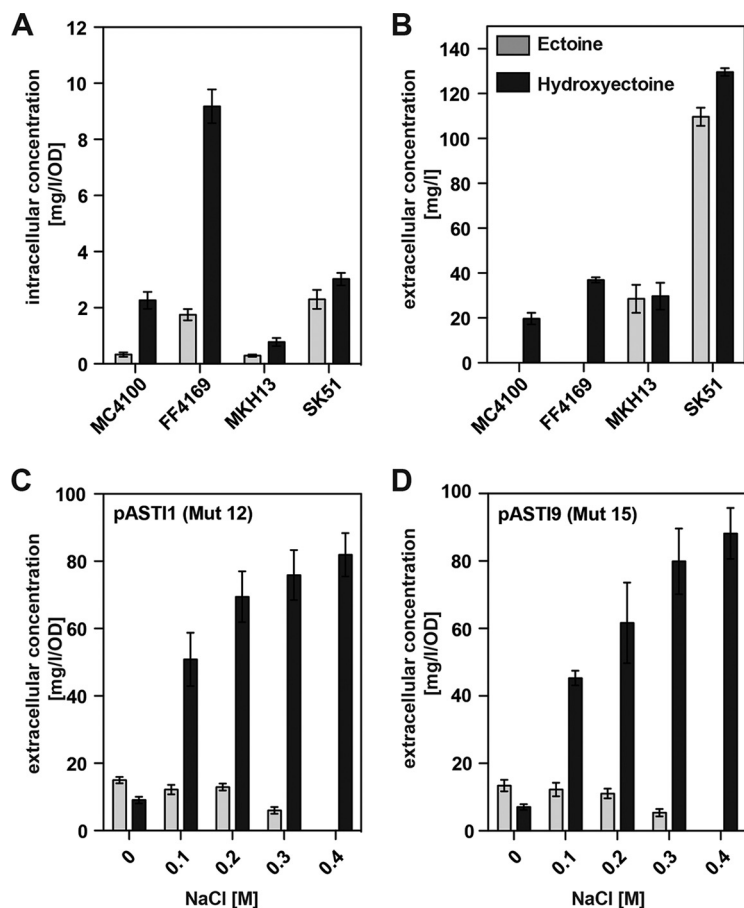 A
intracellular concentration
[mg/l/OD]
12
10
8
6
4
2
0
MC4100
FF4169
MKH13
SK51
B
extracellular concentration
[mg/l]
140
120
100
80
60
40
20
0
Ectoine
Hydroxyectoine
MC4100
FF4169
MKH13
SK51
C
extracellular concentration
[mg/l/OD]
100
80
60
40
20
0
pASTI1 (Mut 12)
0
0.1
0.2
0.3
0.4
NaCl [M]
D
extracellular concentration
[mg/l/OD]
100
80
60
40
20
0
pASTI9 (Mut 15)
0
0.1
0.2
0.3
0.4
NaCl [M]